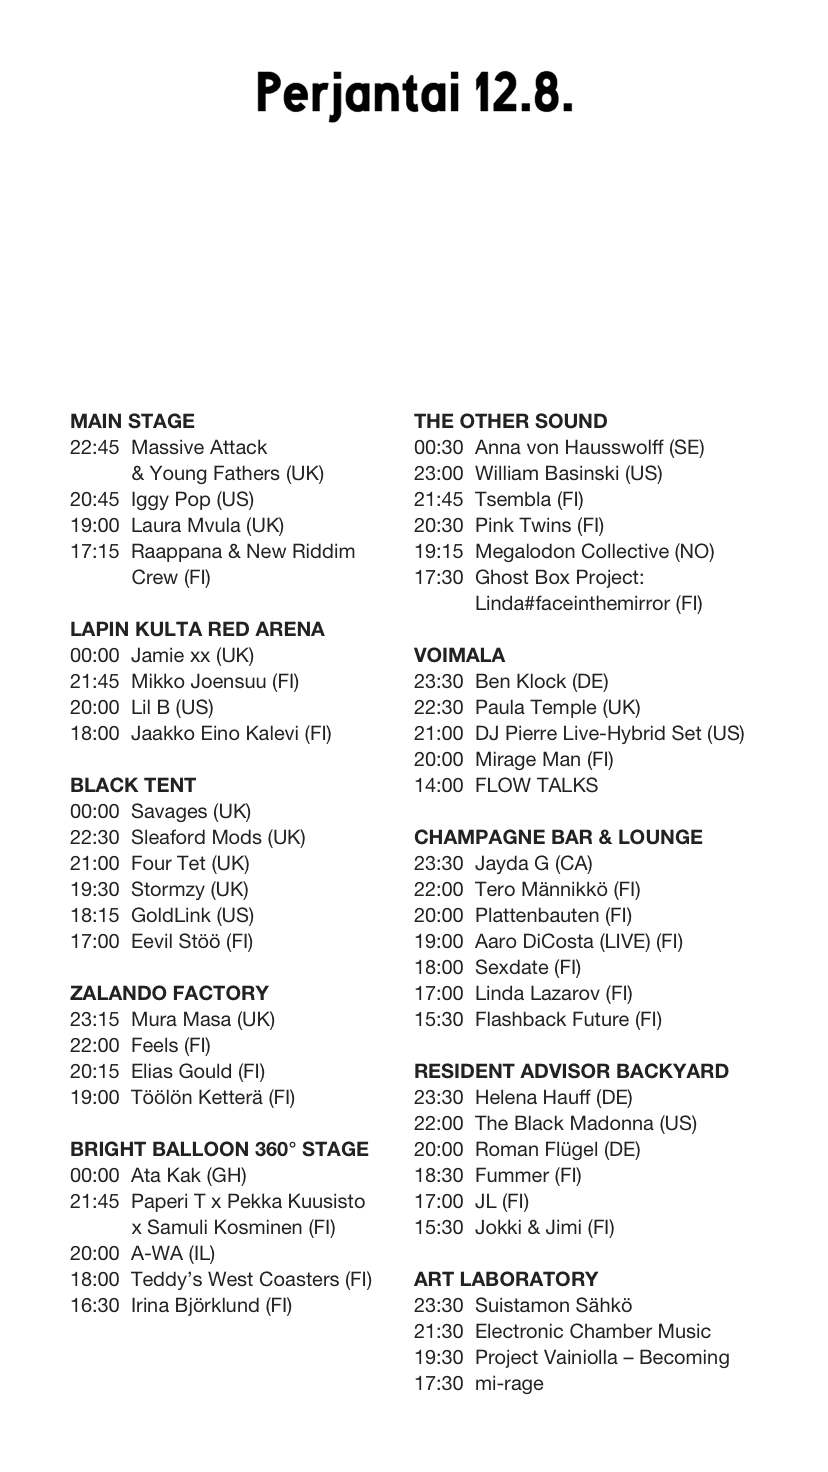 Perjantai 12.8.
MAIN STAGE
22:45 Massive Attack
& Young Fathers (UK)
20:45 Iggy Pop (US)
19:00 Laura Mvula (UK)
17:15 Raappana & New Riddim
Crew (FI)
LAPIN KULTA RED ARENA
00:00 Jamie xx (UK)
21:45 Mikko Joensuu (FI)
20:00 Lil B (US)
18:00 Jaakko Eino Kalevi (FI)
BLACK TENT
00:00 Savages (UK)
22:30 Sleaford Mods (UK)
21:00 Four Tet (UK)
19:30 Stormzy (UK)
18:15 GoldLink (US)
17:00 Eevil Stöö (FI)
ZALANDO FACTORY
23:15 Mura Masa (UK)
22:00 Feels (FI)
20:15 Elias Gould (FI)
19:00 Töölön Ketterä (FI)
BRIGHT BALLOON 360° STAGE
00:00 Ata Kak (GH)
21:45 Paperi T x Pekka Kuusisto
x Samuli Kosminen (FI)
20:00 A-WA (IL)
18:00 Teddy’s West Coasters (FI)
16:30 Irina Björklund (FI)
THE OTHER SOUND
00:30 Anna von Hausswolff (SE)
23:00 William Basinski (US)
21:45 Tsembla (FI)
20:30 Pink Twins (FI)
19:15 Megalodon Collective (NO)
17:30 Ghost Box Project:
Linda#faceinthemirror (FI)
VOIMALA
23:30 Ben Klock (DE)
22:30 Paula Temple (UK)
21:00 DJ Pierre Live-Hybrid Set (US)
20:00 Mirage Man (FI)
14:00 FLOW TALKS
CHAMPAGNE BAR & LOUNGE
23:30 Jayda G (CA)
22:00 Tero Männikkö (FI)
20:00 Plattenbauten (FI)
19:00 Aaro DiCosta (LIVE) (FI)
18:00 Sexdate (FI)
17:00 Linda Lazarov (FI)
15:30 Flashback Future (FI)
RESIDENT ADVISOR BACKYARD
23:30 Helena Hauff (DE)
22:00 The Black Madonna (US)
20:00 Roman Flügel (DE)
18:30 Fummer (FI)
17:00 JL (FI)
15:30 Jokki & Jimi (FI)
ART LABORATORY
23:30 Suistamon Sähkö
21:30 Electronic Chamber Music
19:30 Project Vainiolla – Becoming
17:30 mi-rage